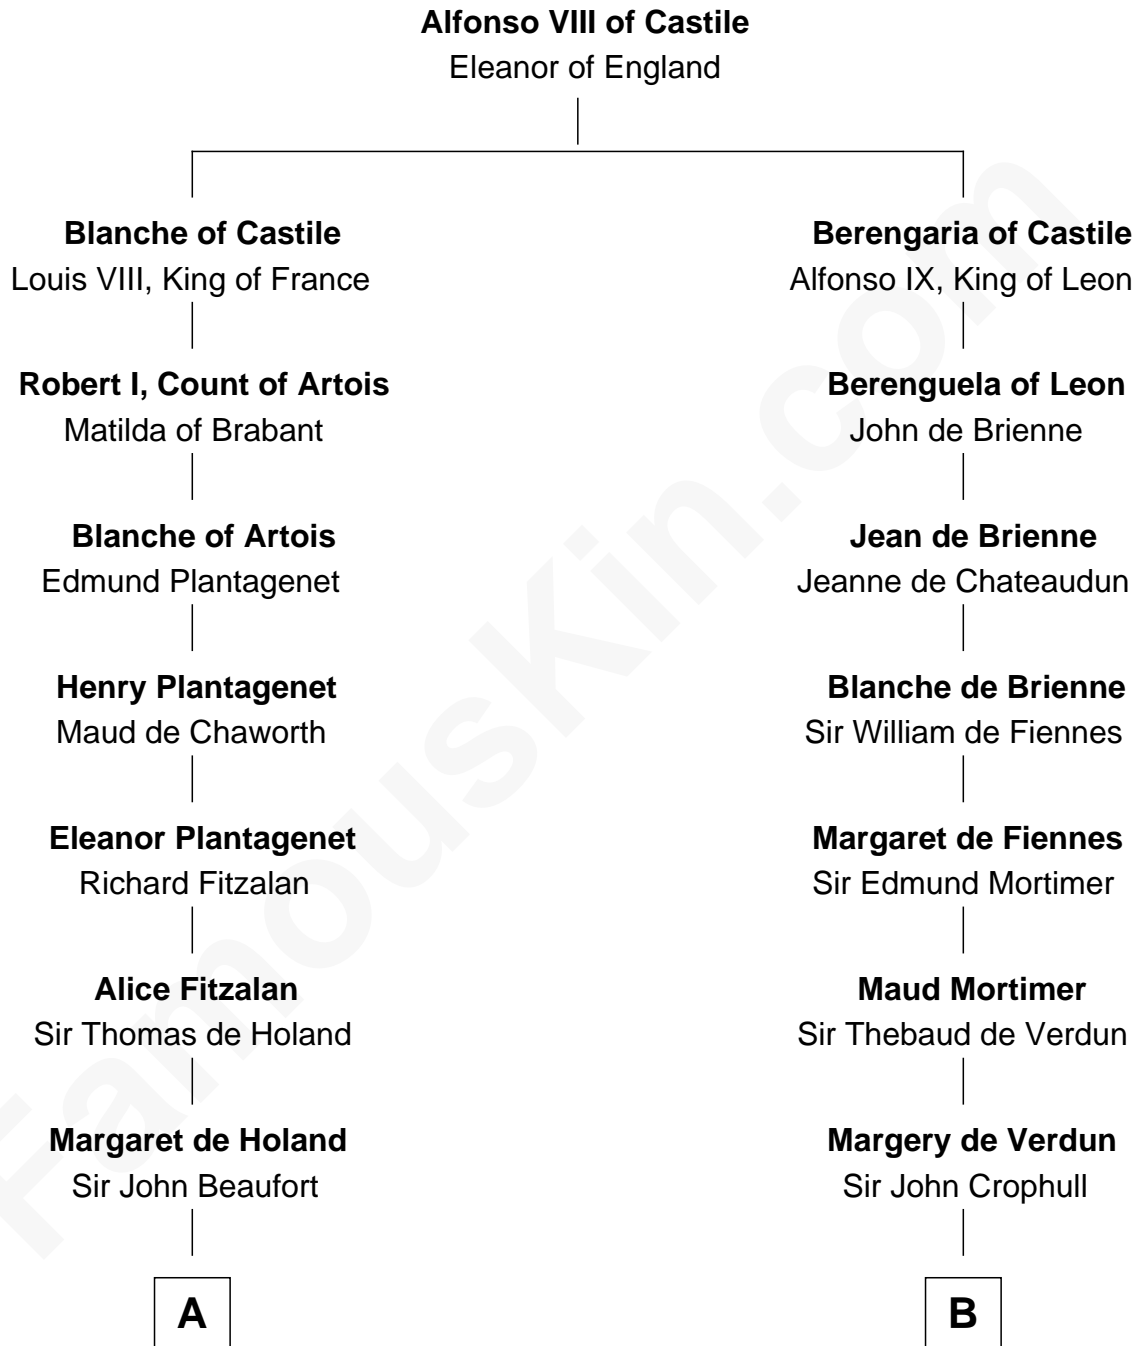 Alfonso VIII of Castile
Eleanor of England
Blanche of Castile
Louis VIII, King of France
Robert I, Count of Artois
Matilda of Brabant
Blanche of Artois
Edmund Plantagenet
Henry Plantagenet
Maud de Chaworth
Eleanor Plantagenet
Richard Fitzalan
Alice Fitzalan
Sir Thomas de Holand
Margaret de Holand
Sir John Beaufort
A
Berengaria of Castile
Alfonso IX, King of Leon
Berenguela of Leon
John de Brienne
Jean de Brienne
Jeanne de Chateaudun
Blanche de Brienne
Sir William de Fiennes
Margaret de Fiennes
Sir Edmund Mortimer
Maud Mortimer
Sir Thebaud de Verdun
Margery de Verdun
Sir John Crophull
B
FamousKin.com